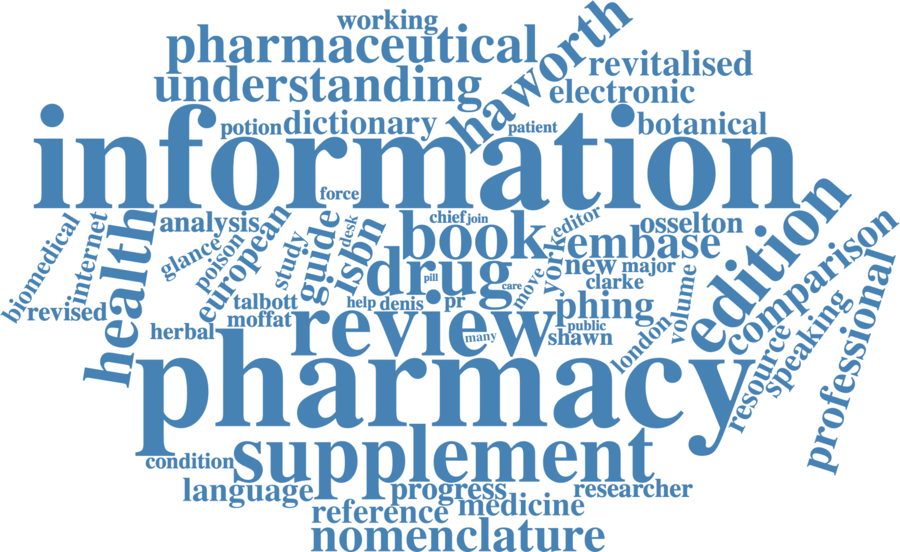 working
pharmaceutical
haworth
revitalised
understanding
electronic
information
potion
dictionary
patient
botanical
force
biomedical
internet
health
analysis
glance
poison
european
study
guide
desk
isbn
chief
join
book
editor
york
embase
osselton
edition
comparison
professional
drug
pill
care
move
new
major
clarke
volume
revised
herbal
talbott
moffat
help
denis
pr
phing
public
shawn
london
review
many
resource
speaking
pharmacy
condition
supplement
language
progress
researcher
reference
medicine
nomenclature